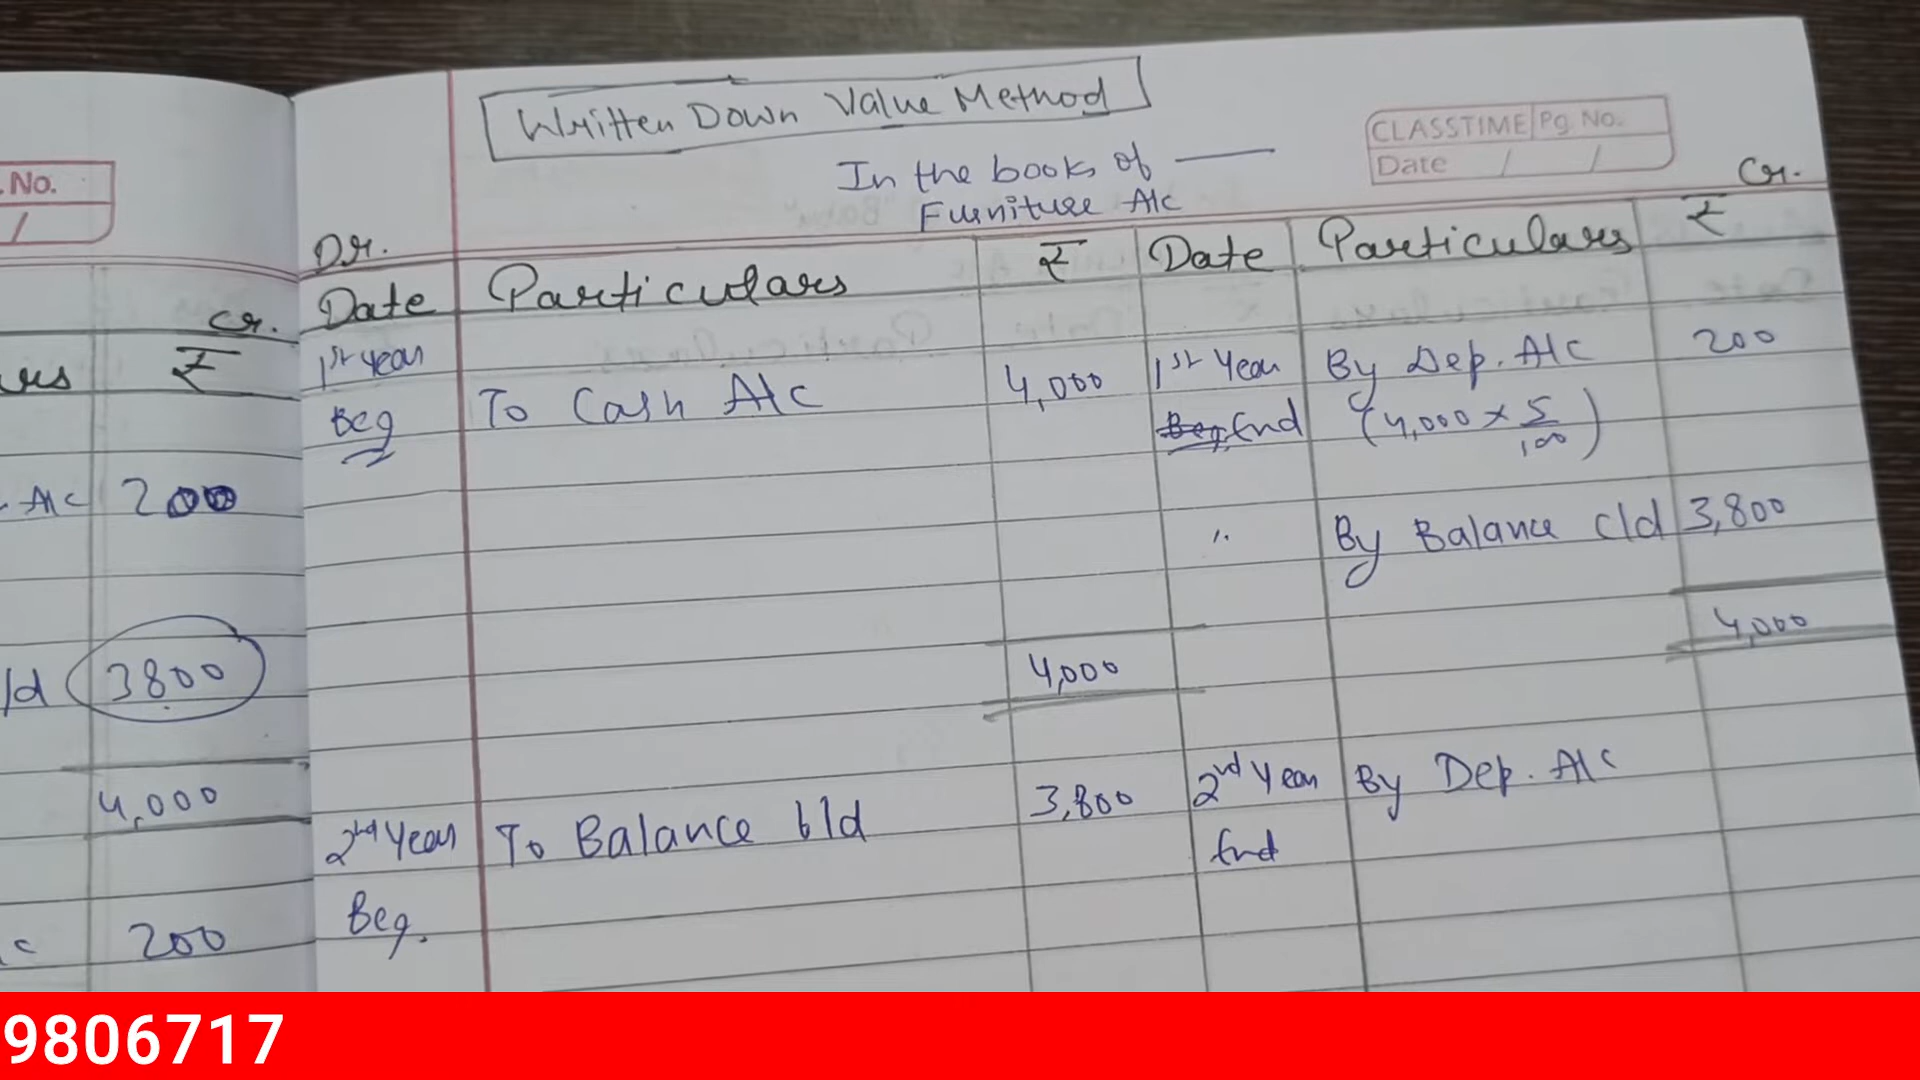 . No.
/
cr.
₹
A/c 200
/d 3800
4,000
c 200
Written Down Value Method
In the books of ——
Furniture A/c
CLASSTIME Pg. No.
Date / /
Dr.
Cr.
Date Particulars ₹ Date Particulars ₹
1st Year To Cash A/c 4,000 1st Year By Dep. A/c 200
Beg End (4,000 × 5/100)
,, By Balance c/d 3,800
4,000 4,000
2nd Year To Balance b/d 3,800 2nd Year By Dep. A/c
Beg. End
9806717